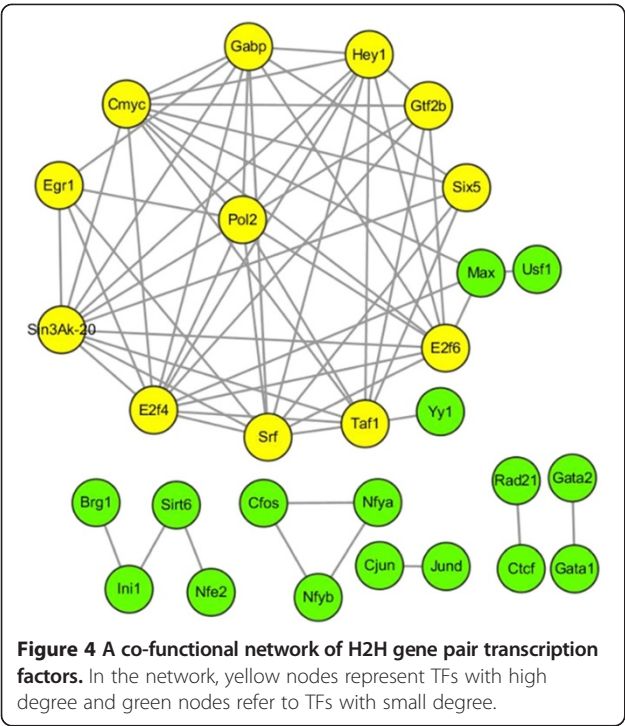 Gabp
Hey1
Cmyc
Gtf2b
Egr1
Six5
Pol2
Max
Usf1
Sin3Ak-20
E2f6
E2f4
Srf
Taf1
Yy1
Brg1
Sirt6
Cfos
Nfya
Rad21
Gata2
Cjun
Jund
Ctcf
Gata1
Ini1
Nfe2
Nfyb
Figure 4 A co-functional network of H2H gene pair transcription
factors. In the network, yellow nodes represent TFs with high
degree and green nodes refer to TFs with small degree.